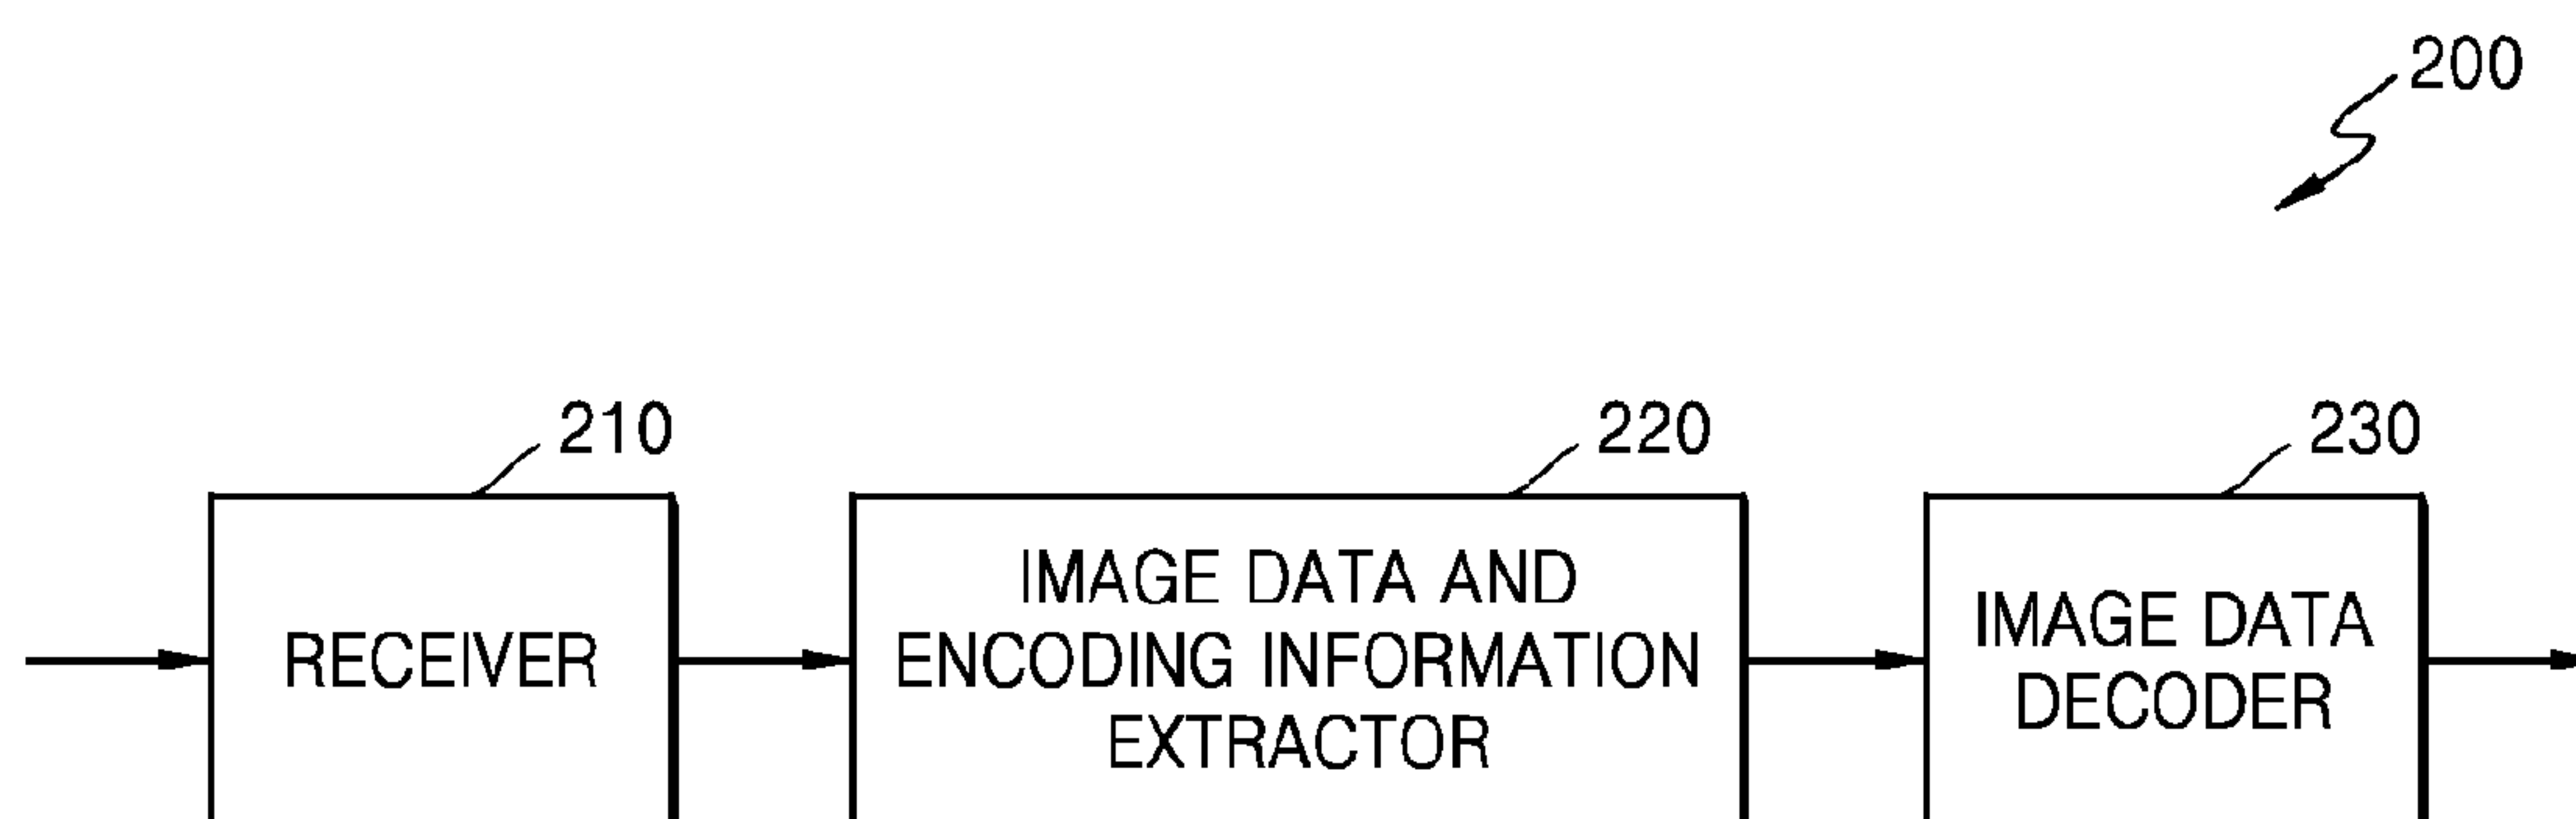 200
210
220
230
RECEIVER
IMAGE DATA AND
ENCODING INFORMATION
EXTRACTOR
IMAGE DATA
DECODER